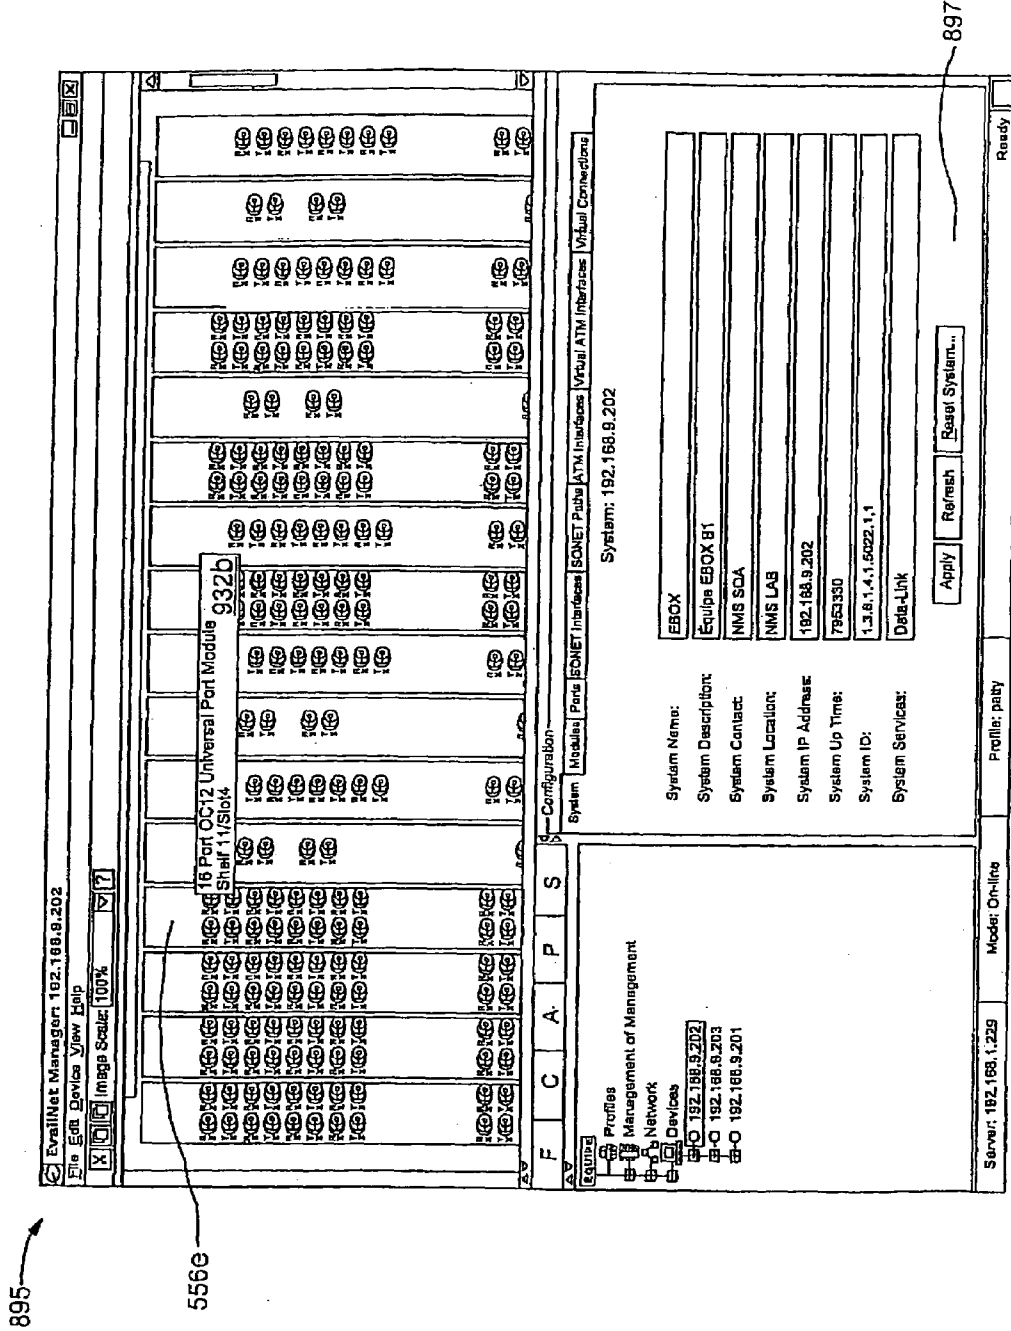 895
EvallNet Manager: 192.168.9.202
File Edit Device View Help
Image Scale: 100%
16 Port OC12 Universal Port Module
Shelf 11/Slot4
932b
556e
F C A P S
EQUIPE
Profiles
Management of Management
Network
Devices
192.168.9.202
192.168.9.203
192.168.9.201
Configuration
System Modules Ports SONET Interfaces SONET Paths ATM Interfaces Virtual ATM Interfaces Virtual Connections
System: 192.168.9.202
System Name: EBOX
System Description: Equipe EBOX 91
System Contact: NMS SQA
System Location: NMS LAB
System IP Address: 192.168.9.202
System Up Time: 7953330
System ID: 1.3.6.1.4.1.5022.1.1
System Services: Data-Link
Apply Refresh Reset System...
897
Server: 192.168.1.229 Mode: On-line Profile: patty Ready